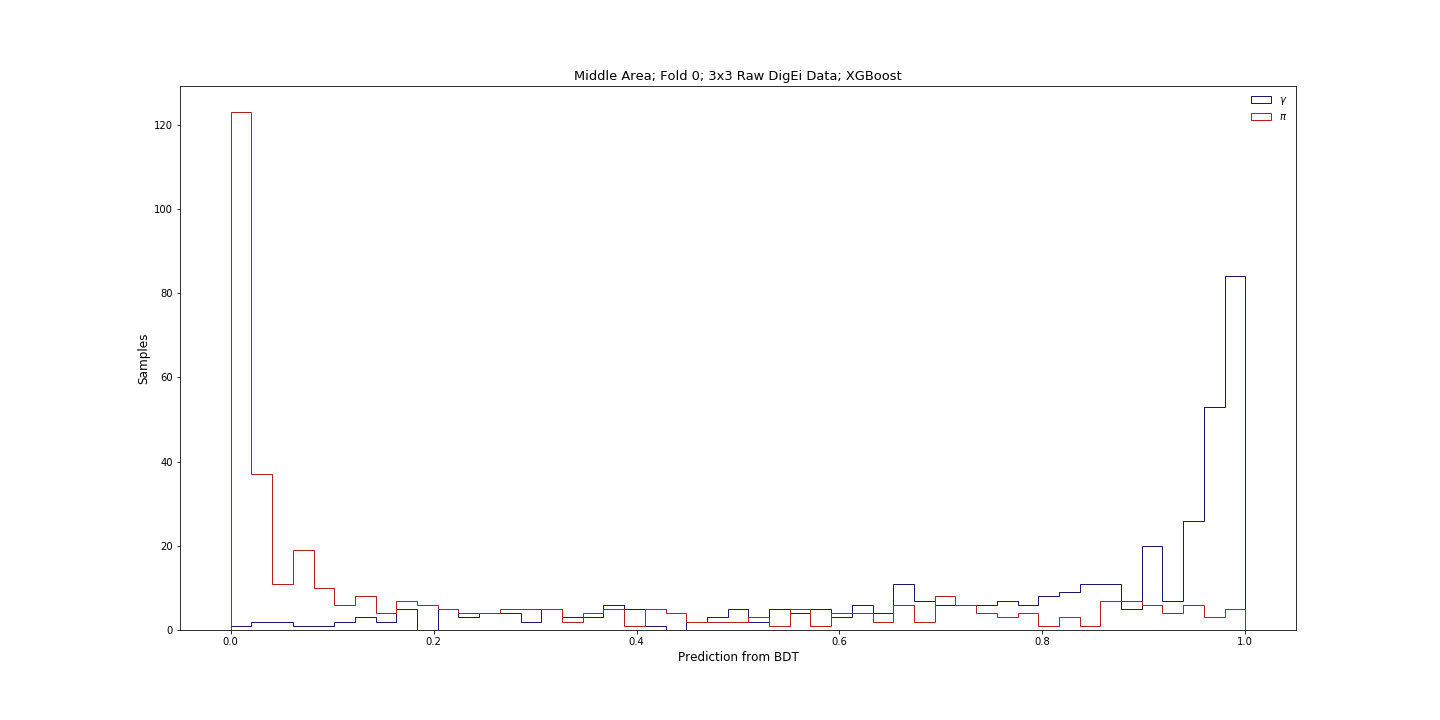 Middle Area; Fold 0; 3x3 Raw DigEi Data; XGBoost
γ
π
120
100
80
60
40
20
0
Samples
0.0 0.2 0.4 0.6 0.8 1.0
Prediction from BDT